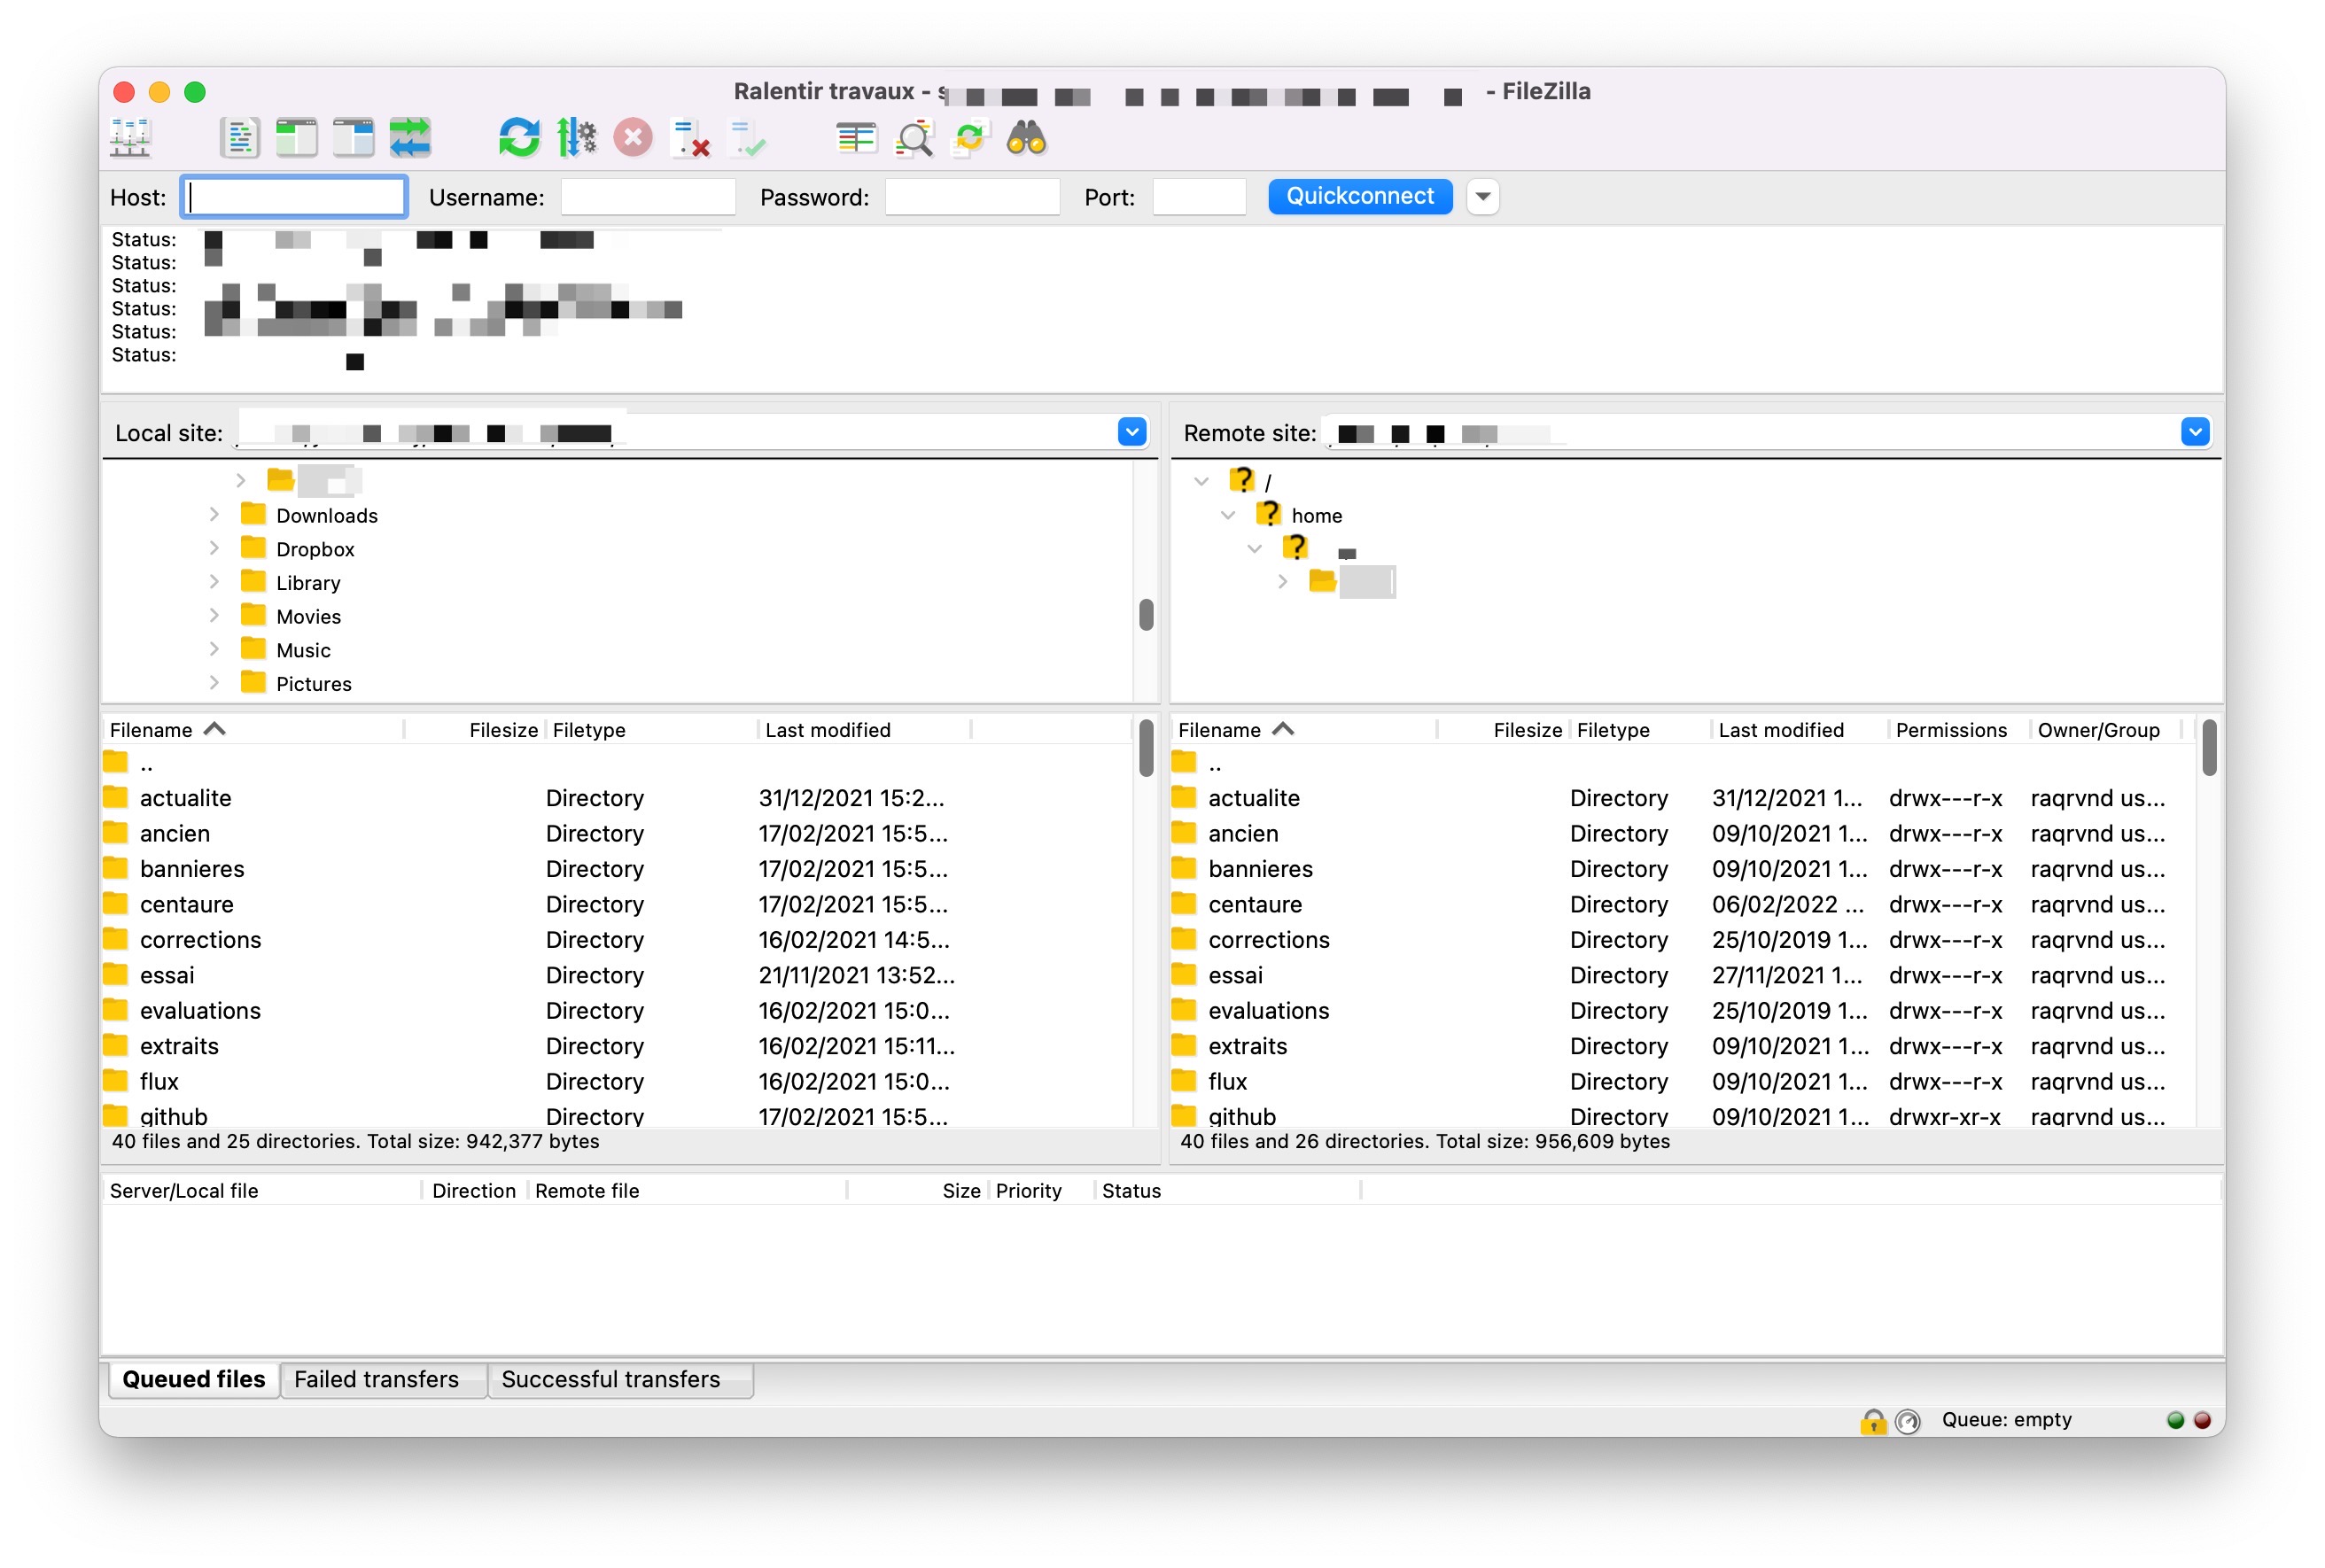 Ralentir travaux - - FileZilla
Host: Username: Password: Port: Quickconnect
Status:
Status:
Status:
Status:
Status:
Status:
Local site:
Downloads
Dropbox
Library
Movies
Music
Pictures
Remote site:
/
home
Filename Filesize Filetype Last modified
..
actualite Directory 31/12/2021 15:2...
ancien Directory 17/02/2021 15:5...
bannieres Directory 17/02/2021 15:5...
centaure Directory 17/02/2021 15:5...
corrections Directory 16/02/2021 14:5...
essai Directory 21/11/2021 13:52...
evaluations Directory 16/02/2021 15:0...
extraits Directory 16/02/2021 15:11...
flux Directory 16/02/2021 15:0...
github Directory 17/02/2021 15:5...
40 files and 25 directories. Total size: 942,377 bytes
Filename Filesize Filetype Last modified Permissions Owner/Group
..
actualite Directory 31/12/2021 1... drwx---r-x raqrvnd us...
ancien Directory 09/10/2021 1... drwx---r-x raqrvnd us...
bannieres Directory 09/10/2021 1... drwx---r-x raqrvnd us...
centaure Directory 06/02/2022 ... drwx---r-x raqrvnd us...
corrections Directory 25/10/2019 1... drwx---r-x raqrvnd us...
essai Directory 27/11/2021 1... drwx---r-x raqrvnd us...
evaluations Directory 25/10/2019 1... drwx---r-x raqrvnd us...
extraits Directory 09/10/2021 1... drwx---r-x raqrvnd us...
flux Directory 09/10/2021 1... drwx---r-x raqrvnd us...
github Directory 09/10/2021 1... drwxr-xr-x raqrvnd us...
40 files and 26 directories. Total size: 956,609 bytes
Server/Local file Direction Remote file Size Priority Status
Queued files Failed transfers Successful transfers
Queue: empty